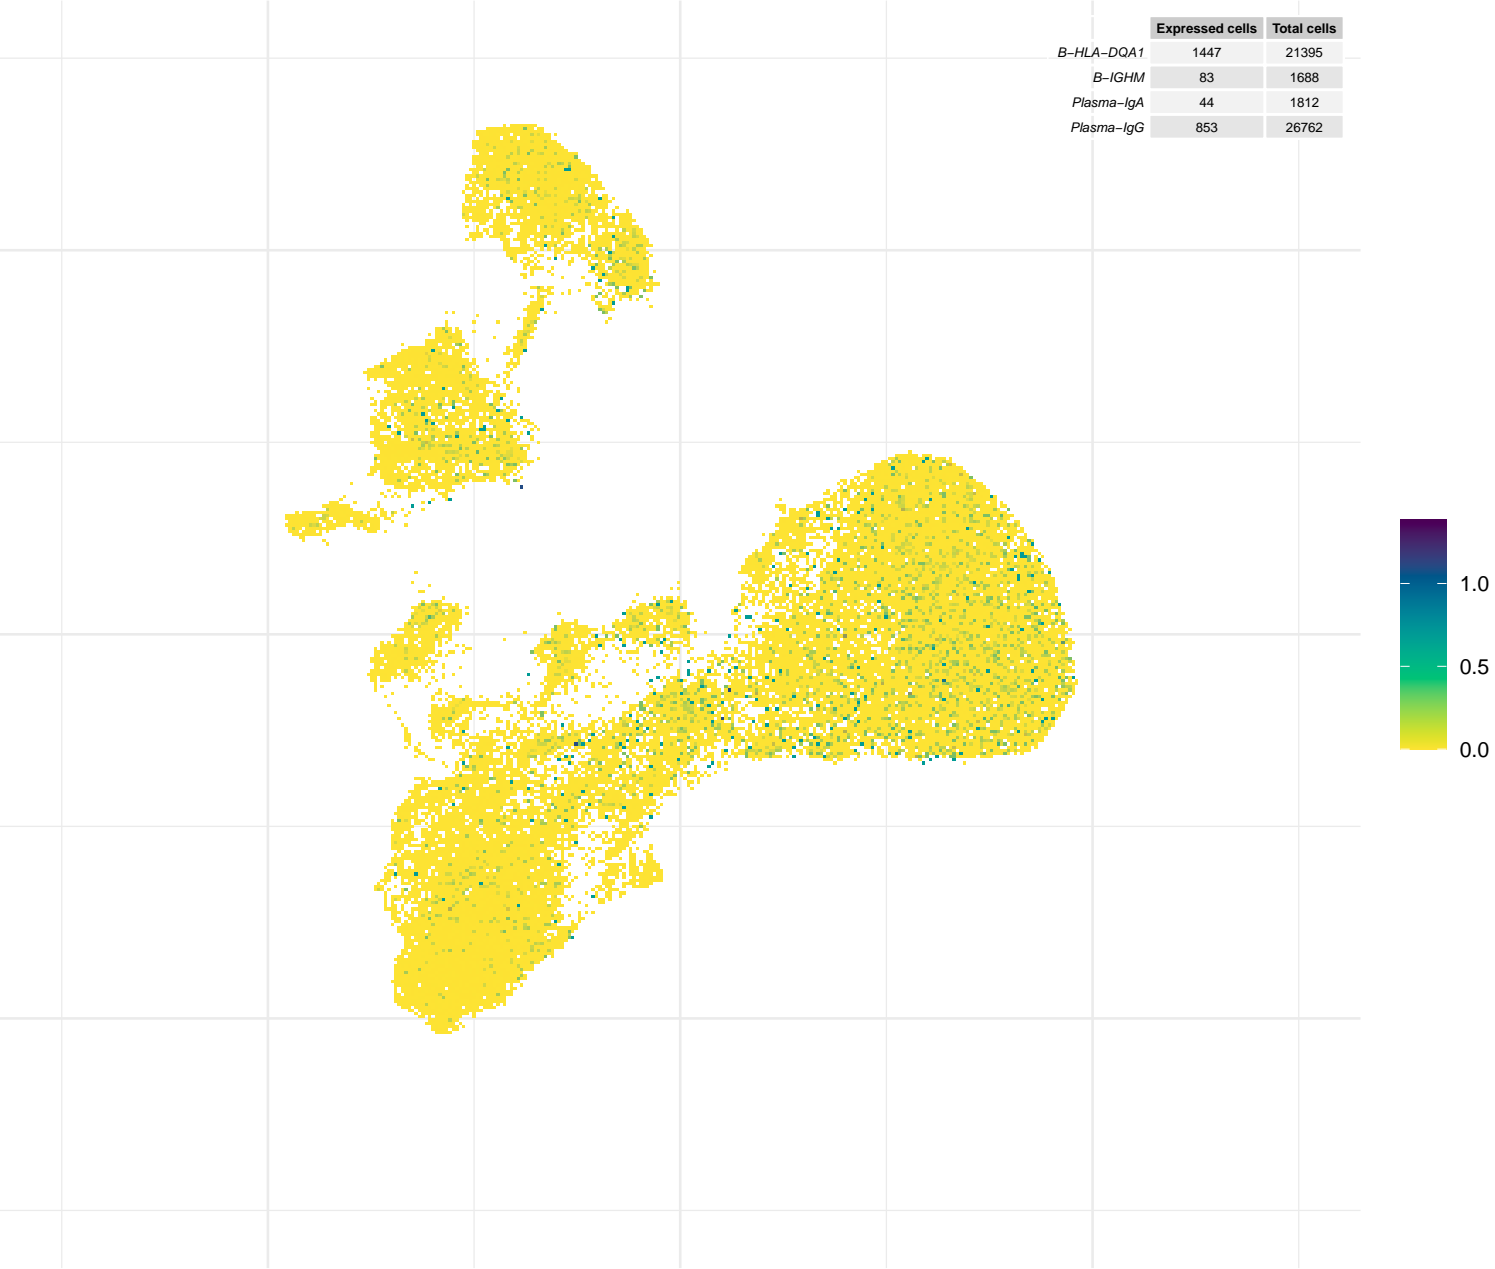 Expressed cells Total cells
B−HLA−DQA1 1447 21395
B−IGHM 83 1688
Plasma−IgA 44 1812
Plasma−IgG 853 26762
1.0
0.5
0.0